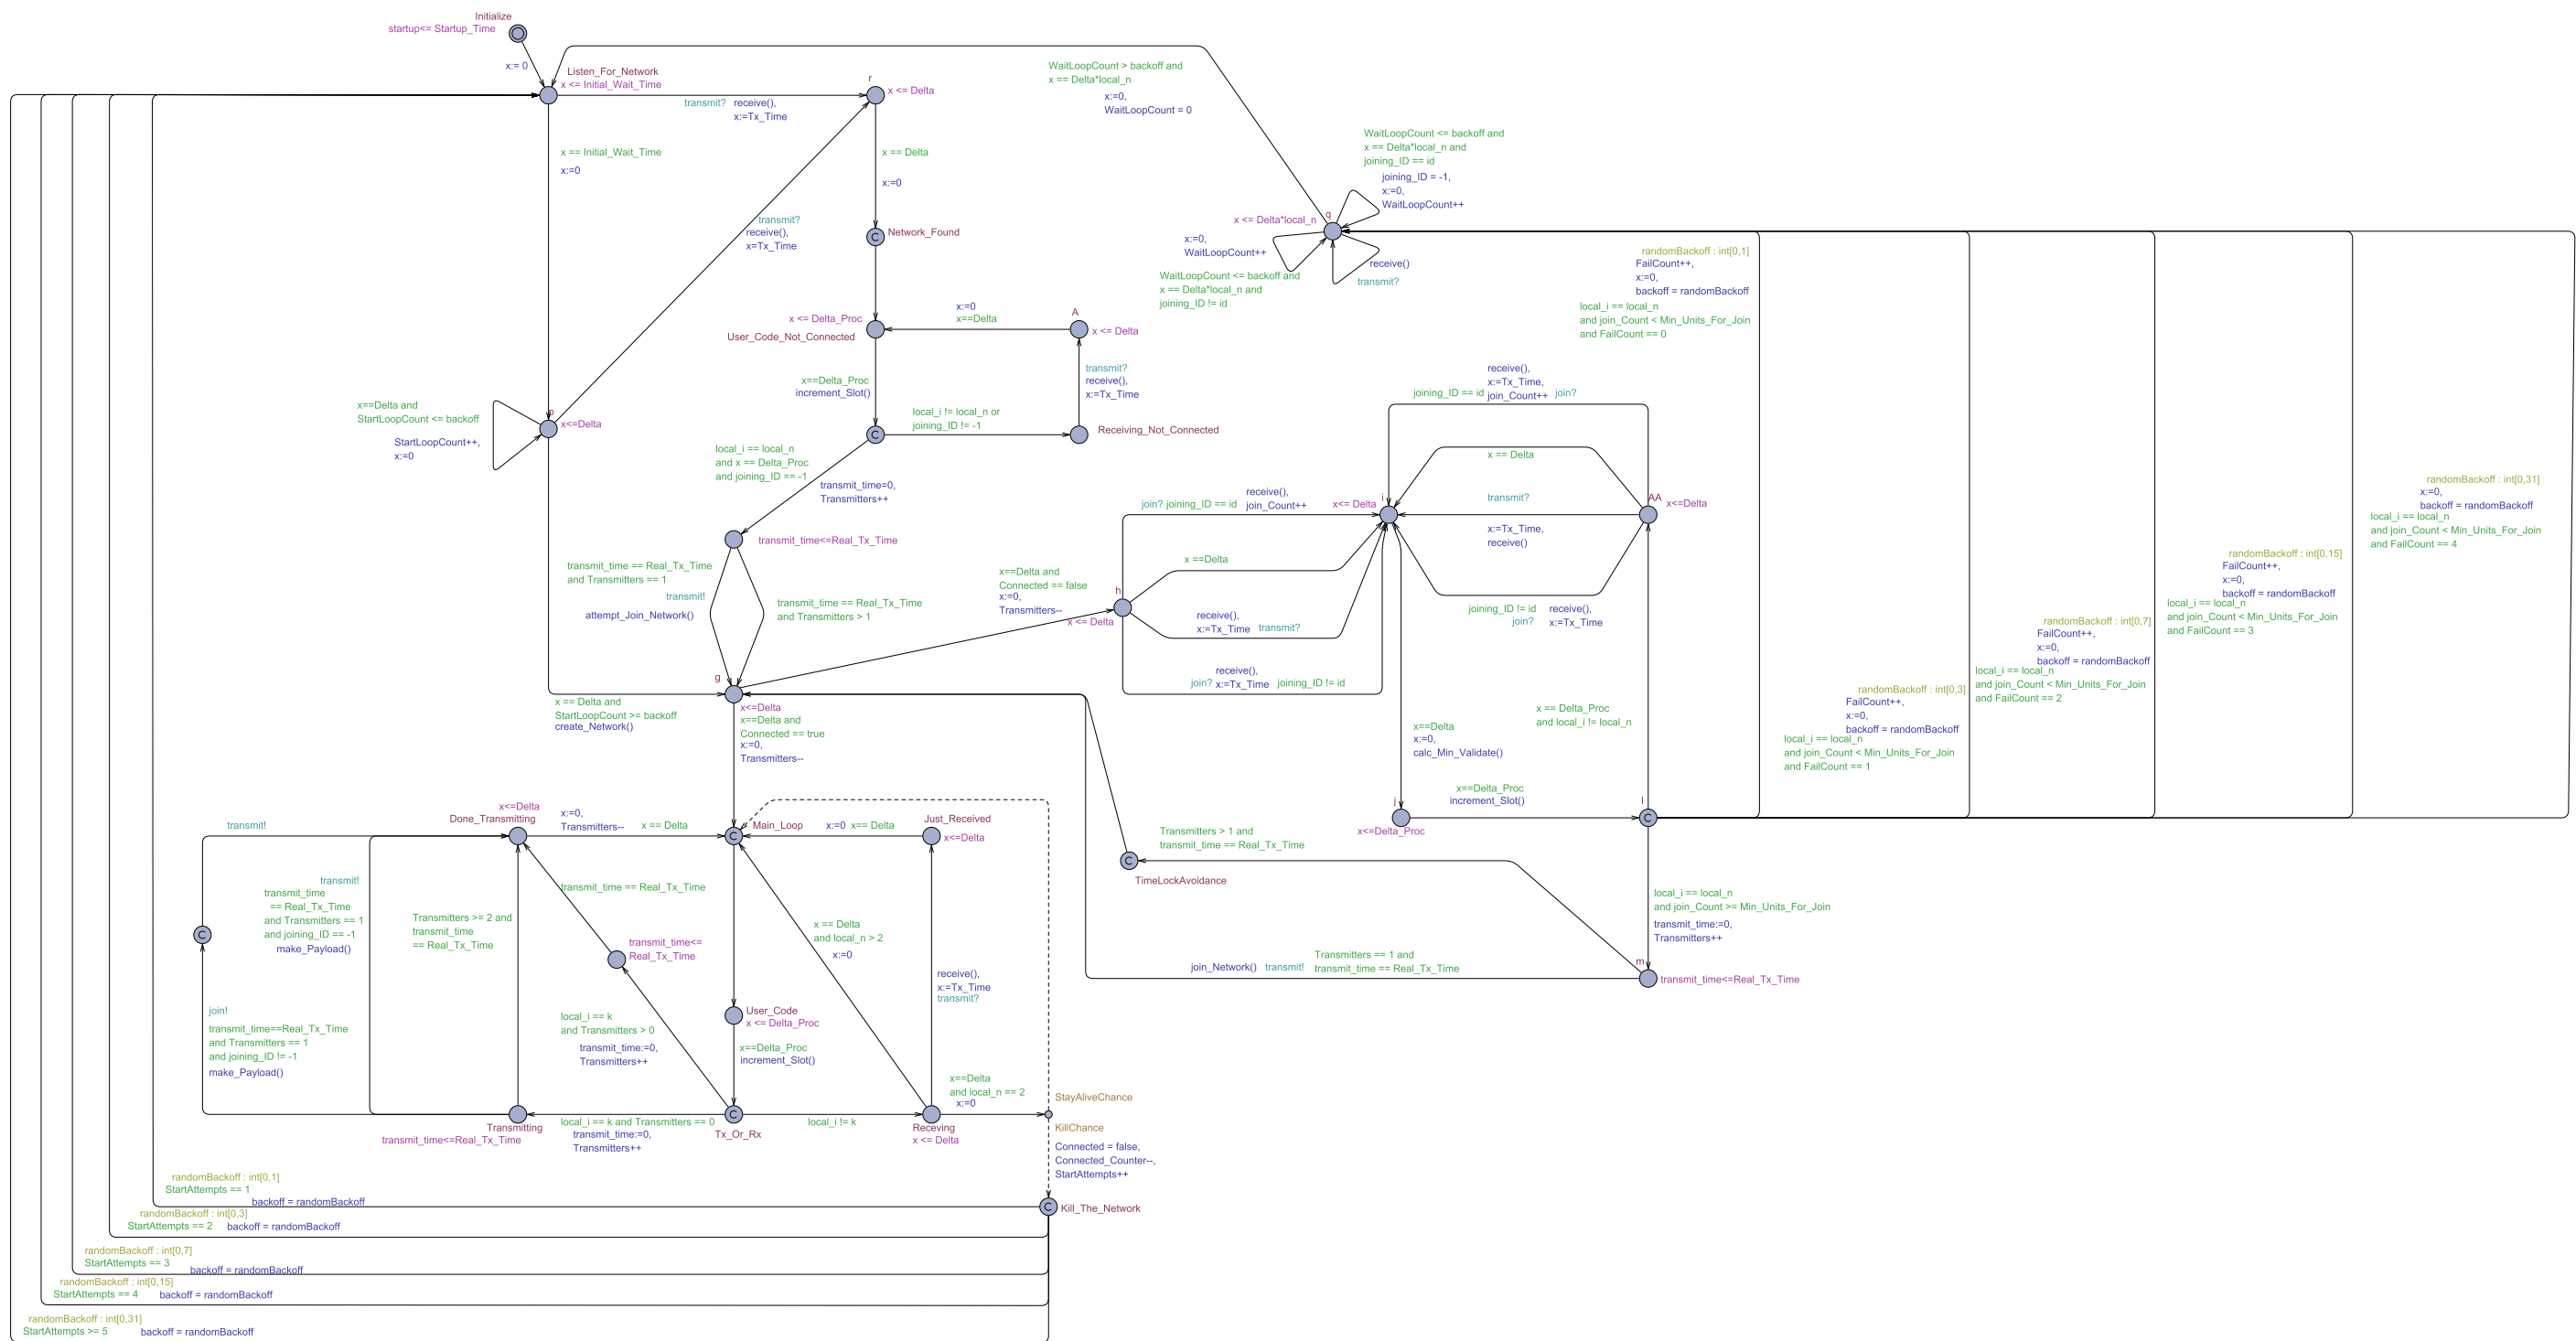 Initialize
startup<= Startup_Time
x:= 0
Listen_For_Network
x <= Initial_Wait_Time
transmit?
receive(),
x:=Tx_Time
r
x <= Delta
x == Initial_Wait_Time
x:=0
x == Delta
x:=0
transmit?
receive(),
x=Tx_Time
Network_Found
WaitLoopCount > backoff and
x == Delta*local_n
x:=0,
WaitLoopCount = 0
WaitLoopCount <= backoff and
x == Delta*local_n and
joining_ID == id
joining_ID = -1,
x:=0,
WaitLoopCount++
q
x <= Delta*local_n
x:=0,
WaitLoopCount++
WaitLoopCount <= backoff and
x == Delta*local_n and
joining_ID != id
receive()
transmit?
x <= Delta_Proc
User_Code_Not_Connected
x:=0
x==Delta
A
x <= Delta
x==Delta_Proc
increment_Slot()
transmit?
receive(),
x:=Tx_Time
local_i != local_n or
joining_ID != -1
Receiving_Not_Connected
x==Delta and
StartLoopCount <= backoff
StartLoopCount++,
x:=0
p
x<=Delta
local_i == local_n
and x == Delta_Proc
and joining_ID == -1
transmit_time=0,
Transmitters++
transmit_time<=Real_Tx_Time
transmit_time == Real_Tx_Time
and Transmitters == 1
transmit!
attempt_Join_Network()
transmit_time == Real_Tx_Time
and Transmitters > 1
g
x == Delta and
StartLoopCount >= backoff
create_Network()
x<=Delta
x==Delta and
Connected == true
x:=0,
Transmitters--
x==Delta and
Connected == false
x:=0,
Transmitters--
h
x <= Delta
join? joining_ID == id
receive(),
join_Count++
x ==Delta
receive(),
x:=Tx_Time
transmit?
receive(),
join? x:=Tx_Time
joining_ID != id
x<= Delta
i
receive(),
x:=Tx_Time,
joining_ID == id join_Count++ join?
x == Delta
transmit?
x:=Tx_Time,
receive()
AA
x<=Delta
joining_ID != id
join?
receive(),
x:=Tx_Time
x == Delta_Proc
and local_i != local_n
x==Delta
x:=0,
calc_Min_Validate()
x==Delta_Proc
increment_Slot()
j
x<=Delta_Proc
l
randomBackoff : int[0,1]
FailCount++,
x:=0,
backoff = randomBackoff
local_i == local_n
and join_Count < Min_Units_For_Join
and FailCount == 0
randomBackoff : int[0,3]
FailCount++,
x:=0,
backoff = randomBackoff
local_i == local_n
and join_Count < Min_Units_For_Join
and FailCount == 1
randomBackoff : int[0,7]
FailCount++,
x:=0,
backoff = randomBackoff
local_i == local_n
and join_Count < Min_Units_For_Join
and FailCount == 2
randomBackoff : int[0,15]
FailCount++,
x:=0,
backoff = randomBackoff
local_i == local_n
and join_Count < Min_Units_For_Join
and FailCount == 3
randomBackoff : int[0,31]
x:=0,
backoff = randomBackoff
local_i == local_n
and join_Count < Min_Units_For_Join
and FailCount == 4
local_i == local_n
and join_Count >= Min_Units_For_Join
transmit_time:=0,
Transmitters++
m
transmit_time<=Real_Tx_Time
Transmitters > 1 and
transmit_time == Real_Tx_Time
C
TimeLockAvoidance
join_Network()
transmit!
Transmitters == 1 and
transmit_time == Real_Tx_Time
x<=Delta
Done_Transmitting
x:=0,
Transmitters--
x == Delta
C
Main_Loop
x:=0 x== Delta
Just_Received
x<=Delta
transmit!
transmit!
transmit_time
== Real_Tx_Time
and Transmitters == 1
and joining_ID == -1
make_Payload()
Transmitters >= 2 and
transmit_time
== Real_Tx_Time
transmit_time == Real_Tx_Time
transmit_time<=
Real_Tx_Time
x == Delta
and local_n > 2
x:=0
receive(),
x:=Tx_Time
transmit?
C
join!
transmit_time==Real_Tx_Time
and Transmitters == 1
and joining_ID != -1
make_Payload()
local_i == k
and Transmitters > 0
transmit_time:=0,
Transmitters++
User_Code
x <= Delta_Proc
x==Delta_Proc
increment_Slot()
x==Delta
and local_n == 2
x:=0
StayAliveChance
KillChance
Transmitting
transmit_time<=Real_Tx_Time
local_i == k and Transmitters == 0
transmit_time:=0,
Transmitters++
C
Tx_Or_Rx
local_i != k
Receving
x <= Delta
Connected = false,
Connected_Counter--,
StartAttempts++
C
Kill_The_Network
randomBackoff : int[0,1]
StartAttempts == 1
backoff = randomBackoff
randomBackoff : int[0,3]
StartAttempts == 2
backoff = randomBackoff
randomBackoff : int[0,7]
StartAttempts == 3
backoff = randomBackoff
randomBackoff : int[0,15]
StartAttempts == 4
backoff = randomBackoff
randomBackoff : int[0,31]
StartAttempts >= 5
backoff = randomBackoff